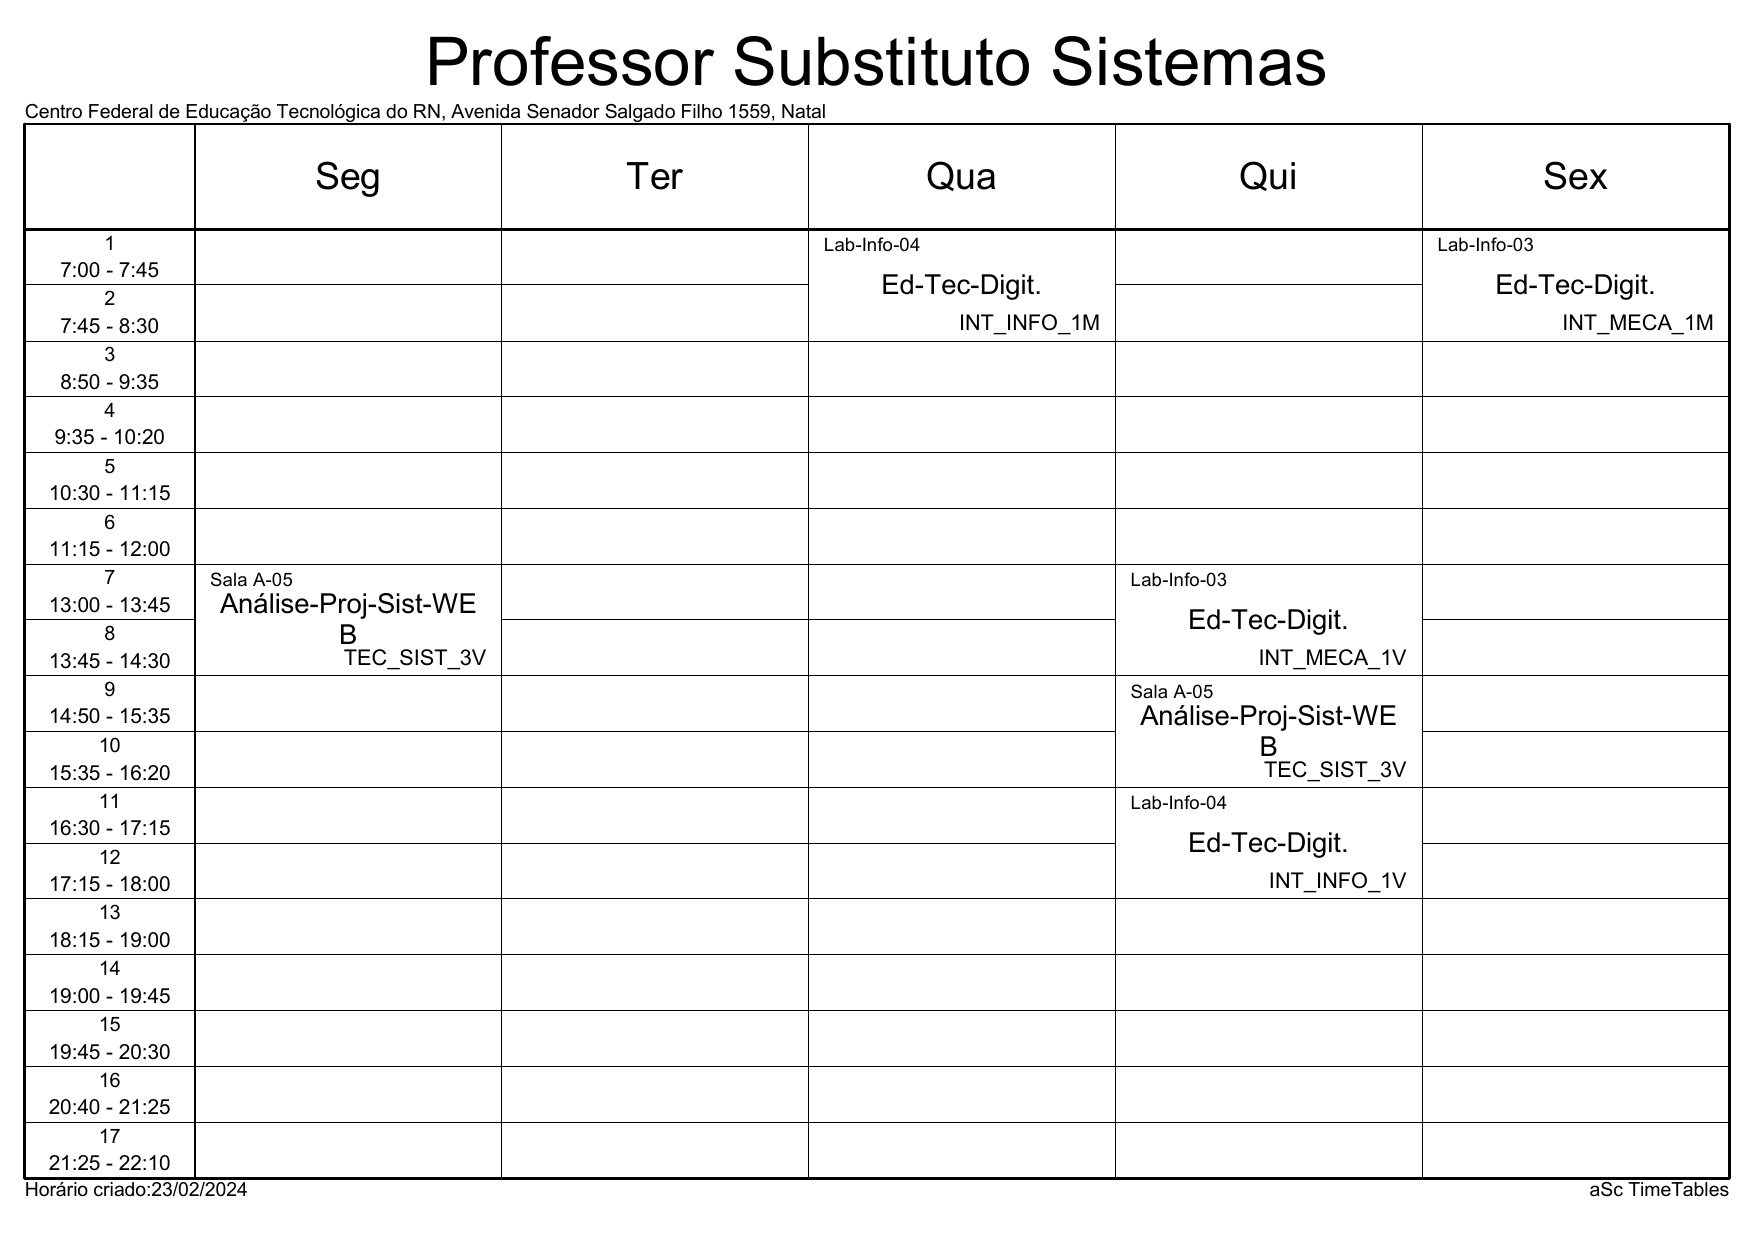 Professor Substituto Sistemas
Centro Federal de Educação Tecnológica do RN, Avenida Senador Salgado Filho 1559, Natal
Seg Ter Qua Qui Sex
1
7:00 - 7:45
Lab-Info-04
Ed-Tec-Digit.
INT_INFO_1M
Lab-Info-03
Ed-Tec-Digit.
INT_MECA_1M
2
7:45 - 8:30
3
8:50 - 9:35
4
9:35 - 10:20
5
10:30 - 11:15
6
11:15 - 12:00
7
13:00 - 13:45
Sala A-05
Análise-Proj-Sist-WE
B
TEC_SIST_3V
Lab-Info-03
Ed-Tec-Digit.
INT_MECA_1V
8
13:45 - 14:30
9
14:50 - 15:35
Sala A-05
Análise-Proj-Sist-WE
B
TEC_SIST_3V
10
15:35 - 16:20
11
16:30 - 17:15
Lab-Info-04
Ed-Tec-Digit.
INT_INFO_1V
12
17:15 - 18:00
13
18:15 - 19:00
14
19:00 - 19:45
15
19:45 - 20:30
16
20:40 - 21:25
17
21:25 - 22:10
Horário criado:23/02/2024
aSc TimeTables